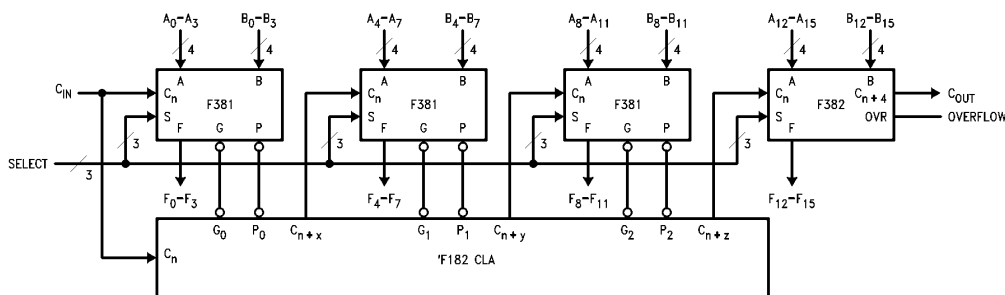 A0–A3 B0–B3 A4–A7 B4–B7 A8–A11 B8–B11 A12–A15 B12–B15
4 4 4 4 4 4 4 4
A B A B A B A B
CIN Cn F381 Cn F381 Cn F381 Cn F382 Cn+4 COUT
S F G P S F G P S F G P S F OVR OVERFLOW
3 3 3 3
SELECT 3
F0–F3 F4–F7 F8–F11 F12–F15
G0 P0 Cn+x G1 P1 Cn+y G2 P2 Cn+z
Cn 'F182 CLA